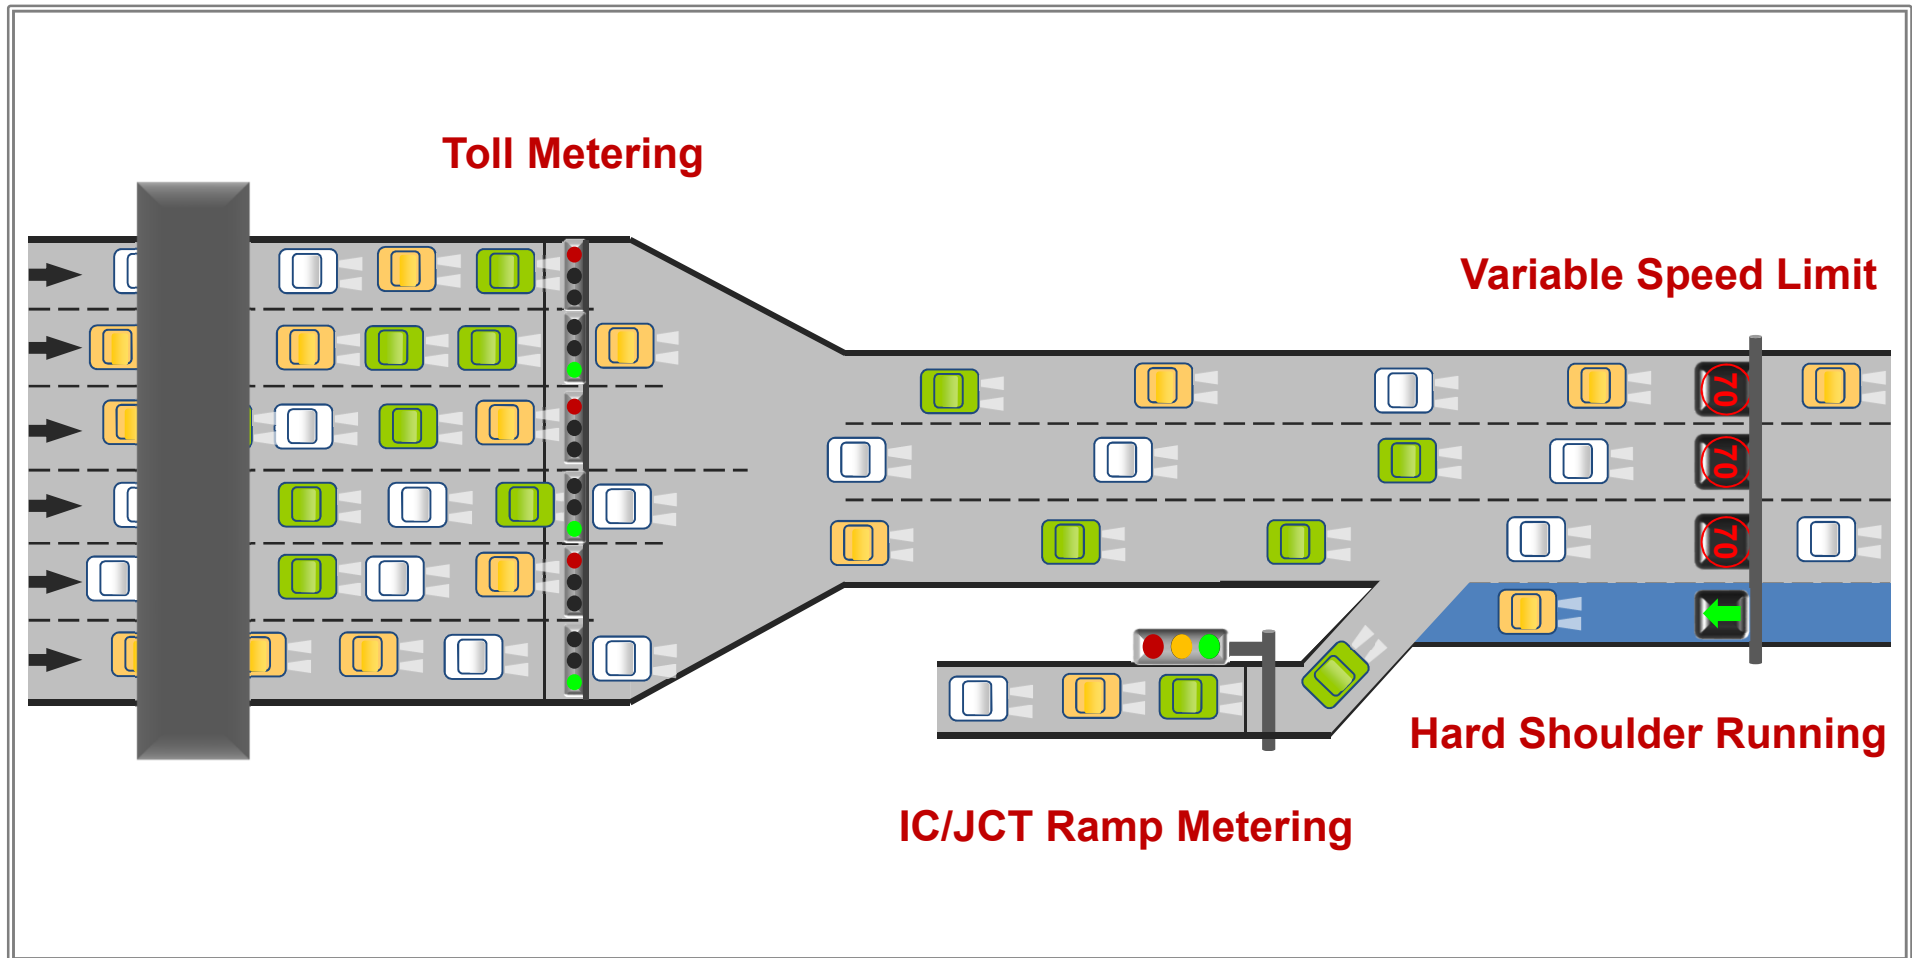 Toll Metering
Variable Speed Limit
70
70
70
Hard Shoulder Running
IC/JCT Ramp Metering